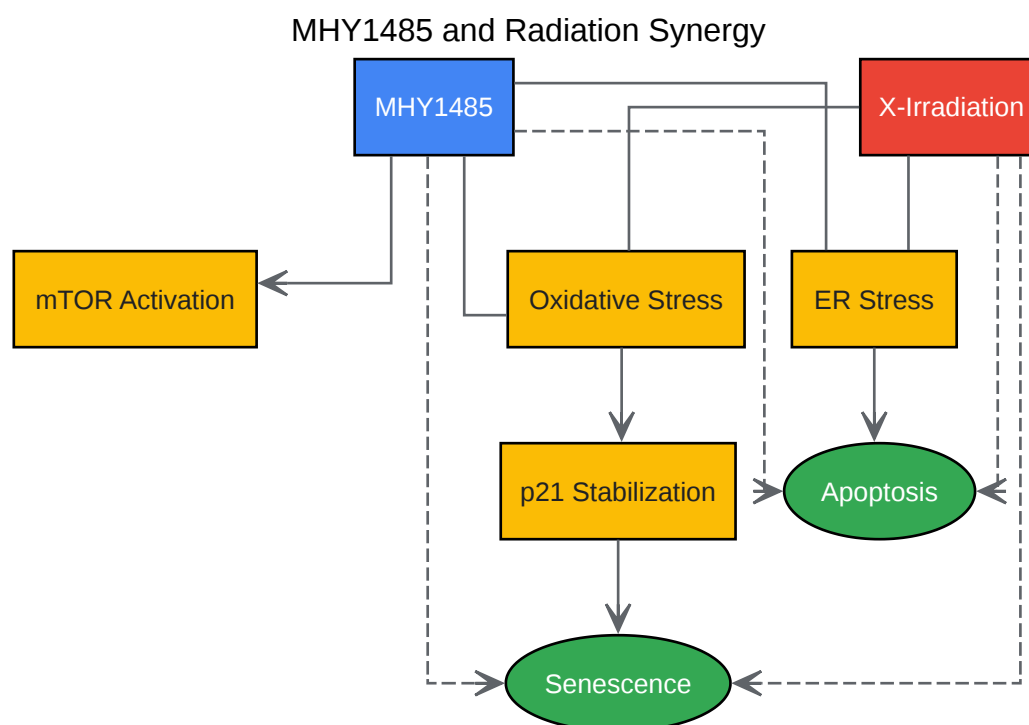 MHY1485 and Radiation Synergy
MHY1485
X-Irradiation
mTOR Activation
Oxidative Stress
ER Stress
p21 Stabilization
Apoptosis
Senescence